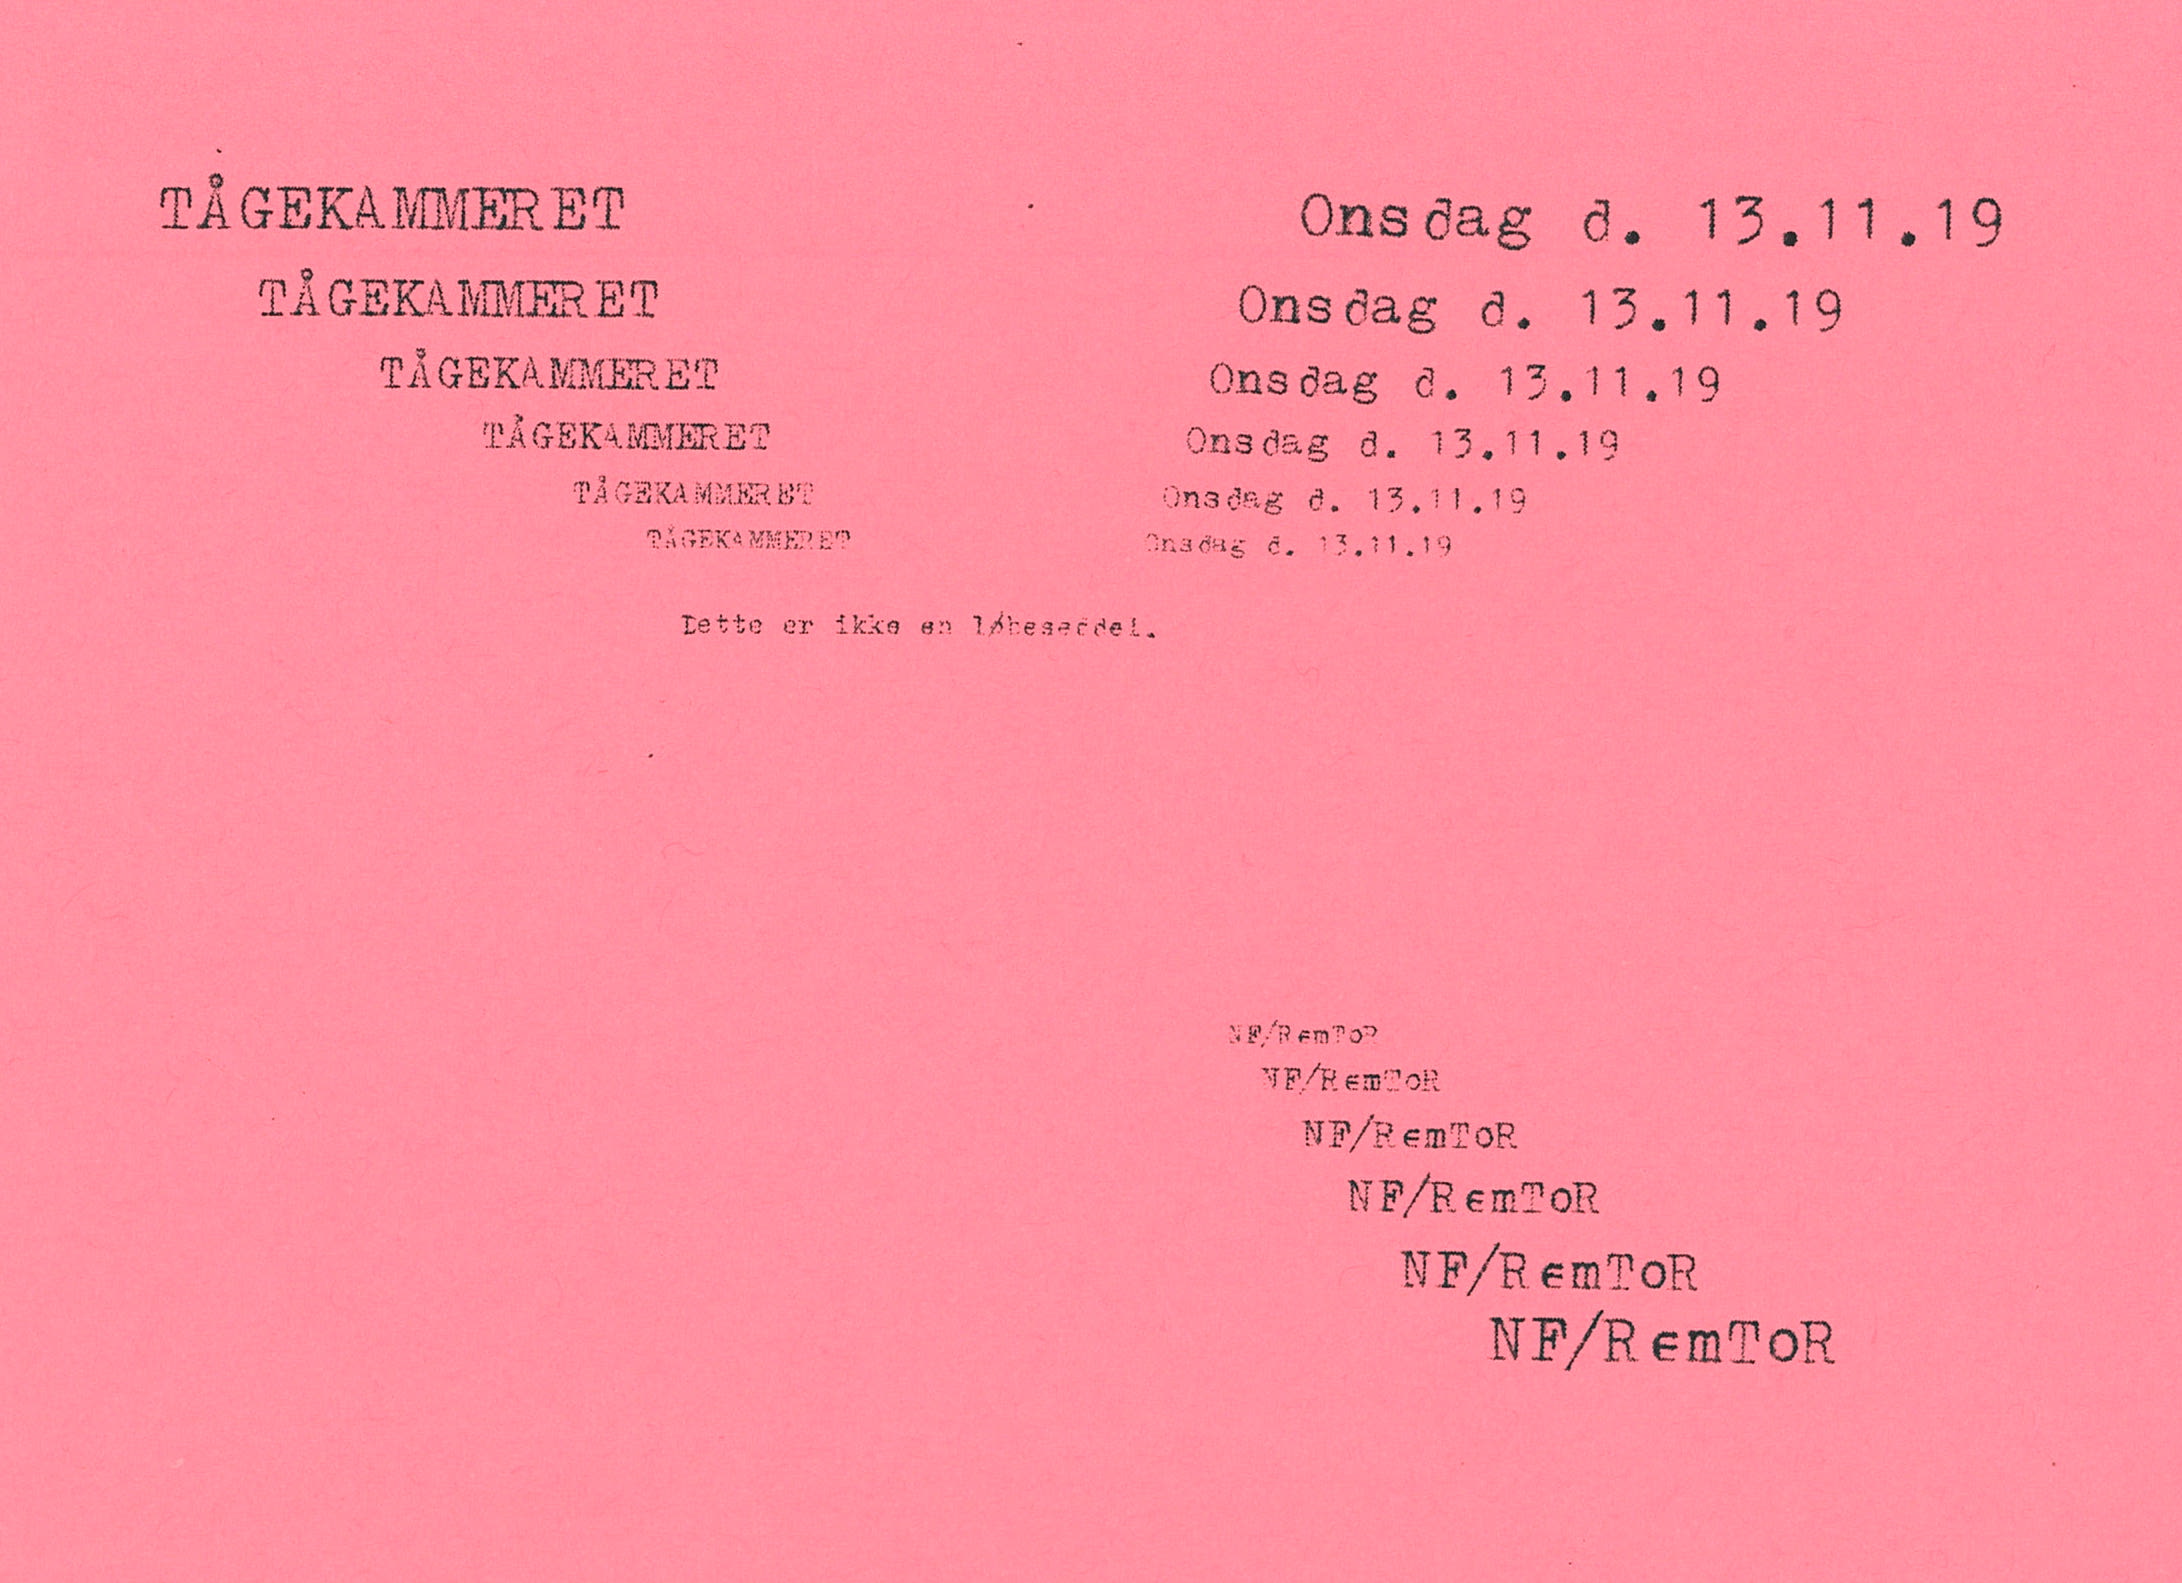 TÅGEKAMMERET Onsdag d. 13.11.19
TÅGEKAMMERET Onsdag d. 13.11.19
TÅGEKAMMERET Onsdag d. 13.11.19
TÅGEKAMMERET Onsdag d. 13.11.19
TÅGEKAMMERET Onsdag d. 13.11.19
TÅGEKAMMERET Onsdag d. 13.11.19
Dette er ikke en løbeseddel.
NF/RemToR
NF/RemToR
NF/RemToR
NF/RemToR
NF/RemToR
NF/RemToR